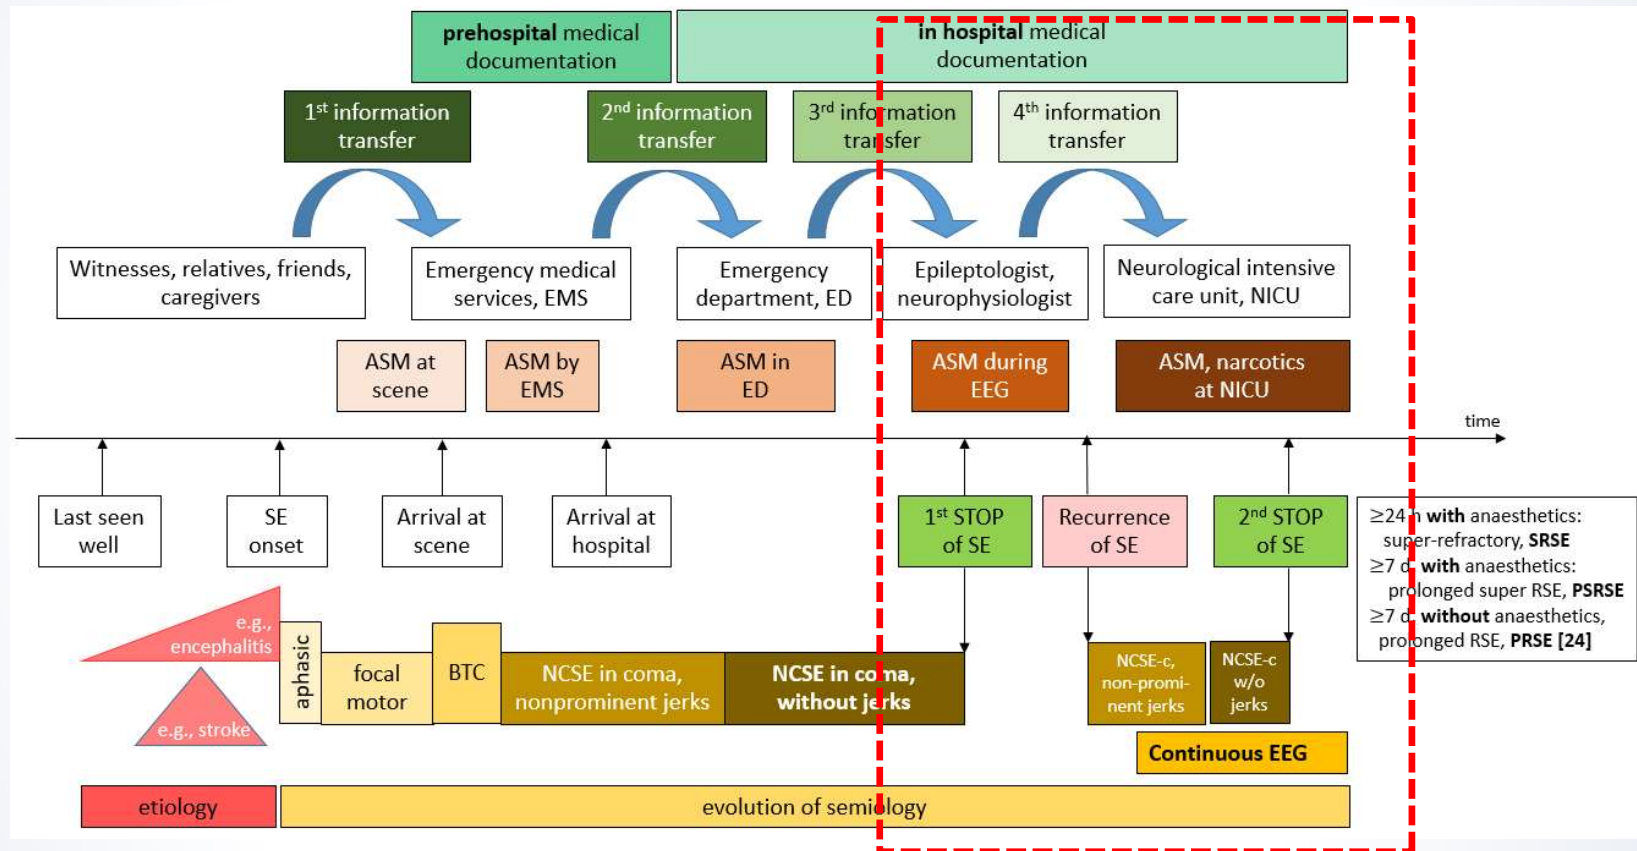 prehospital medical
documentation
in hospital medical
documentation
1st information
transfer
2nd information
transfer
3rd information
transfer
4th information
transfer
Witnesses, relatives, friends,
caregivers
Emergency medical
services, EMS
Emergency
department, ED
Epileptologist,
neurophysiologist
Neurological intensive
care unit, NICU
ASM at
scene
ASM by
EMS
ASM in
ED
ASM during
EEG
ASM, narcotics
at NICU
time
Last seen
well
SE
onset
Arrival at
scene
Arrival at
hospital
1st STOP
of SE
Recurrence
of SE
2nd STOP
of SE
≥24 h with anaesthetics:
super-refractory, SRSE
≥7 d, with anaesthetics:
prolonged super RSE, PSRSE
≥7 d, without anaesthetics,
prolonged RSE, PRSE [24]
e.g.,
encephalitis
e.g., stroke
aphasic
focal
motor
BTC
NCSE in coma,
nonprominent jerks
NCSE in coma,
without jerks
NCSE-c,
non-promi-
nent jerks
NCSE-c
w/o
jerks
Continuous EEG
etiology
evolution of semiology